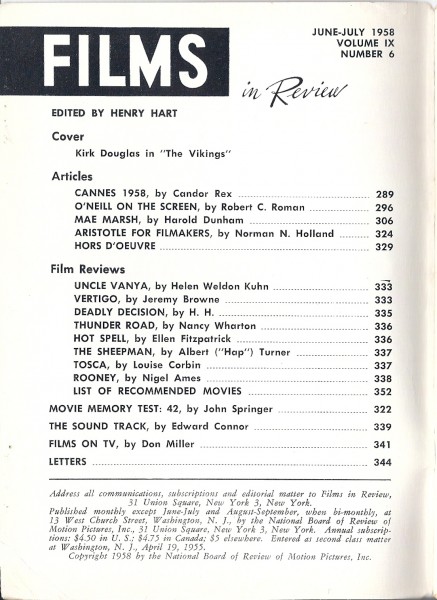 FILMS
in Review
JUNE-JULY 1958
VOLUME IX
NUMBER 6
EDITED BY HENRY HART
Cover
Kirk Douglas in "The Vikings"
Articles
CANNES 1958, by Candor Rex 289
O'NEILL ON THE SCREEN, by Robert C. Roman 296
MAE MARSH, by Harold Dunham 306
ARISTOTLE FOR FILMAKERS, by Norman N. Holland 324
HORS D'OEUVRE 329
Film Reviews
UNCLE VANYA, by Helen Weldon Kuhn 333
VERTIGO, by Jeremy Browne 333
DEADLY DECISION, by H. H. 335
THUNDER ROAD, by Nancy Wharton 336
HOT SPELL, by Ellen Fitzpatrick 336
THE SHEEPMAN, by Albert ("Hap") Turner 337
TOSCA, by Louise Corbin 337
ROONEY, by Nigel Ames 338
LIST OF RECOMMENDED MOVIES 352
MOVIE MEMORY TEST: 42, by John Springer 322
THE SOUND TRACK, by Edward Connor 339
FILMS ON TV, by Don Miller 341
LETTERS 344
Address all communications, subscriptions and editorial matter to Films in Review,
31 Union Square, New York 3, New York.
Published monthly except June-July and August-September, when bi-monthly, at
13 West Church Street, Washington, N. J., by the National Board of Review of
Motion Pictures, Inc., 31 Union Square, New York 3, New York. Annual subscrip-
tions: $4.50 in U. S.; $4.75 in Canada; $5 elsewhere. Entered as second class matter
at Washington, N. J., April 19, 1955.
Copyright 1958 by the National Board of Review of Motion Pictures, Inc.